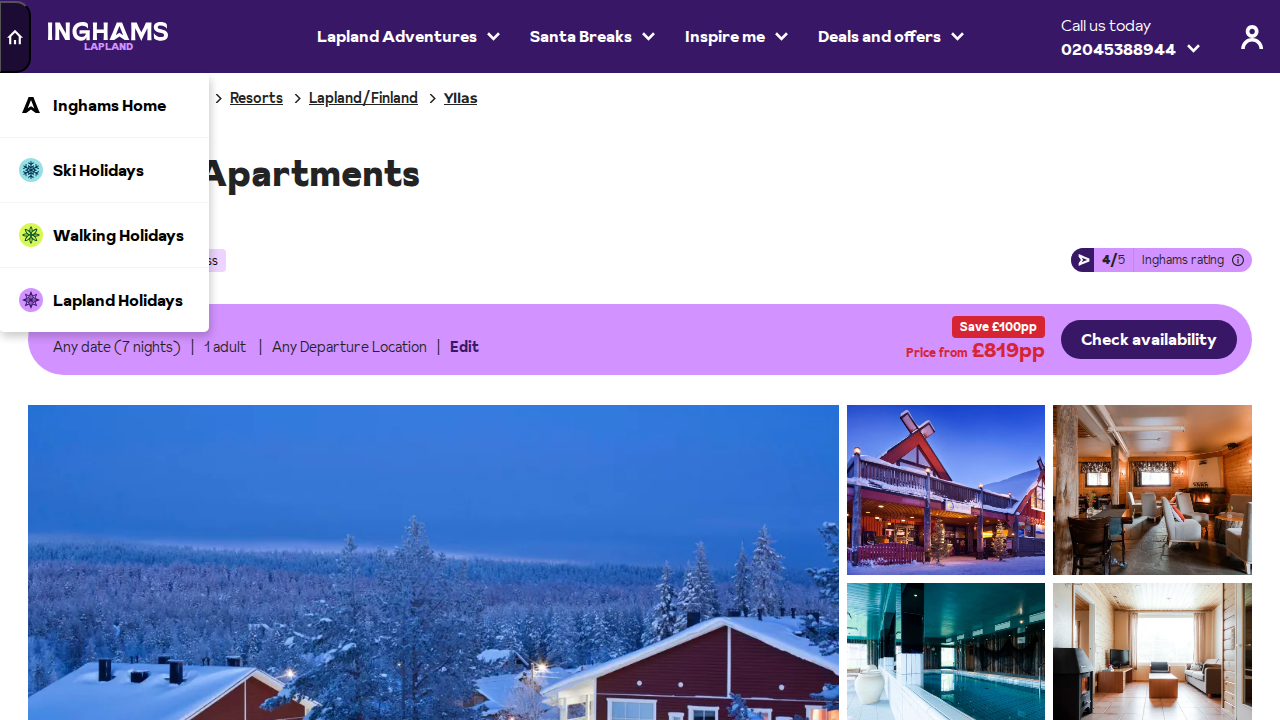 INGHAMS
LAPLAND
Lapland Adventures
Santa Breaks
Inspire me
Deals and offers
Call us today
02045388944
Inghams Home
Ski Holidays
Walking Holidays
Lapland Holidays
Resorts
Lapland/Finland
Yllas
Apartments
ss
4/5
Inghams rating
Any date (7 nights) | 1 adult | Any Departure Location | Edit
Save £100pp
Price from £819pp
Check availability